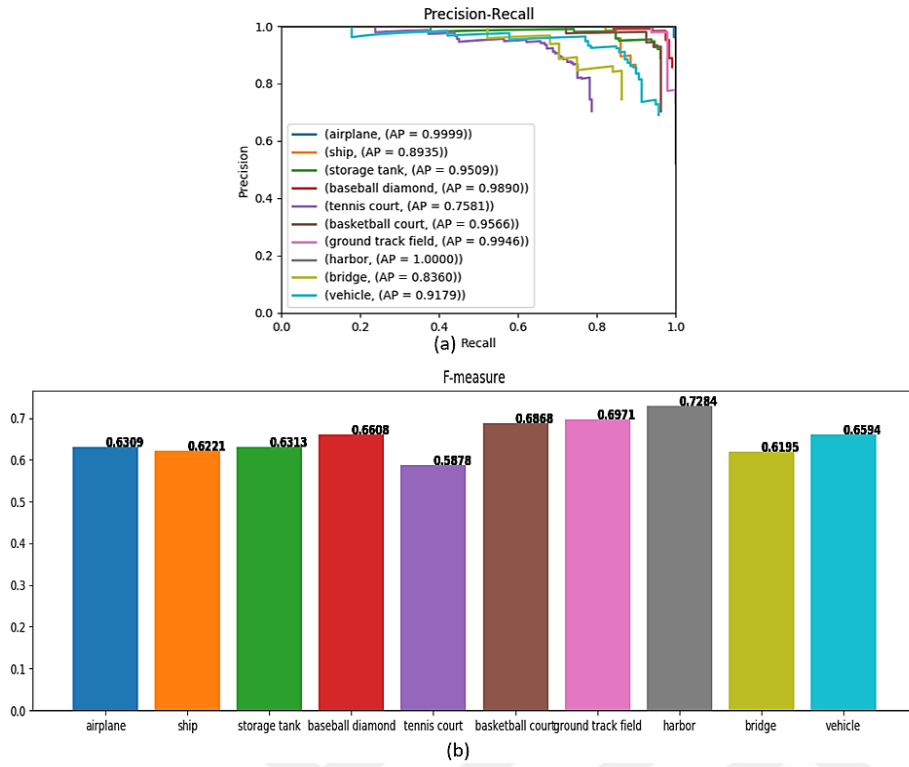 Precision-Recall
1.0
0.8
0.6
0.4
0.2
0.0
Precision
(airplane, (AP = 0.9999))
(ship, (AP = 0.8935))
(storage tank, (AP = 0.9509))
(baseball diamond, (AP = 0.9890))
(tennis court, (AP = 0.7581))
(basketball court, (AP = 0.9566))
(ground track field, (AP = 0.9946))
(harbor, (AP = 1.0000))
(bridge, (AP = 0.8360))
(vehicle, (AP = 0.9179))
0.0 0.2 0.4 0.6 0.8 1.0
Recall
(a)
F-measure
0.7
0.6
0.5
0.4
0.3
0.2
0.1
0.0
0.6309 0.6221 0.6313 0.6608 0.5878 0.6868 0.6971 0.7284 0.6195 0.6594
airplane ship storage tank baseball diamond tennis court basketball court ground track field harbor bridge vehicle
(b)